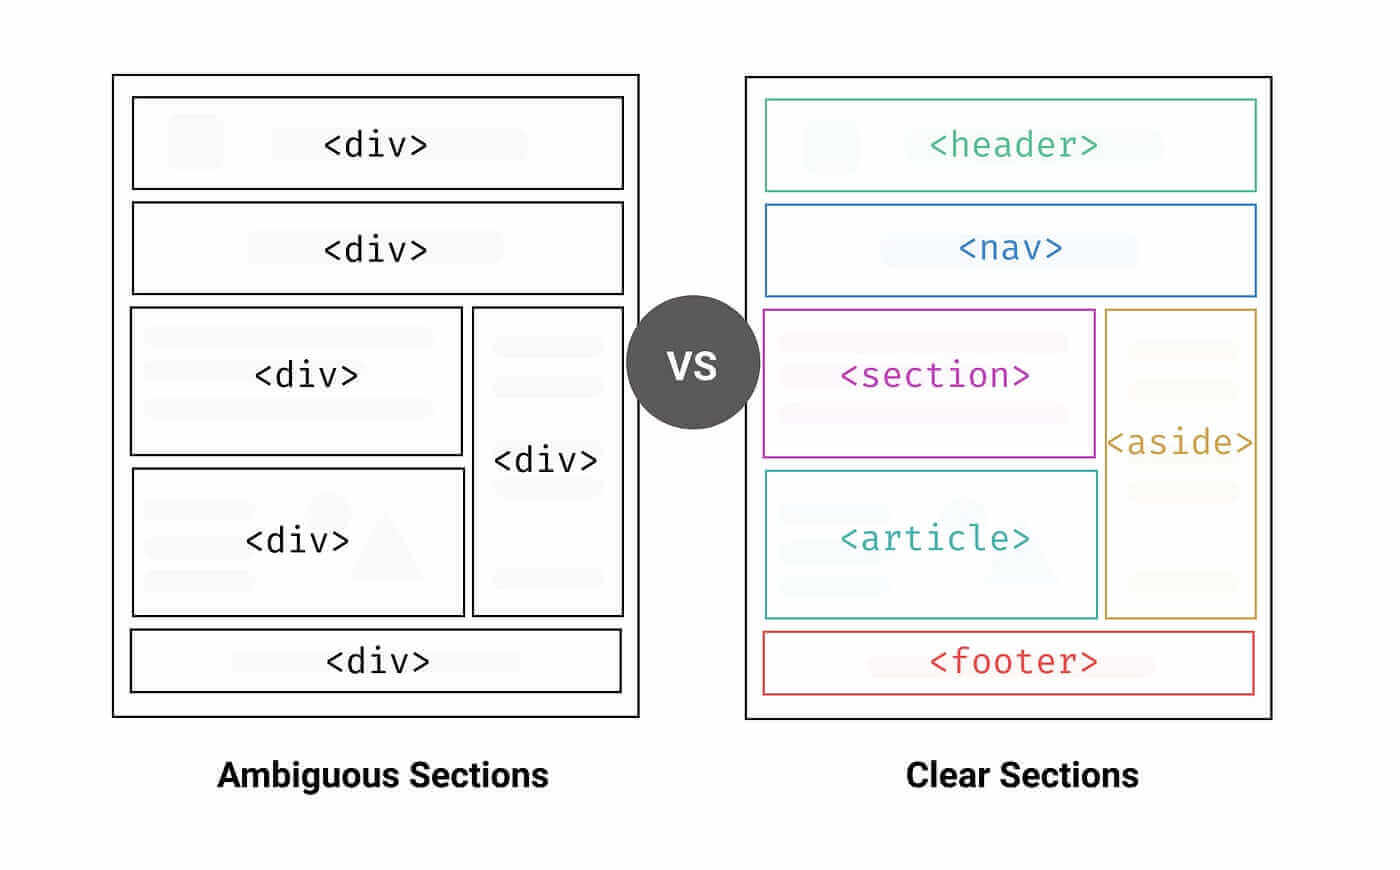 <div>
<div>
<div>
<div>
<div>
<div>
Ambiguous Sections
VS
<header>
<nav>
<section>
<aside>
<article>
<footer>
Clear Sections